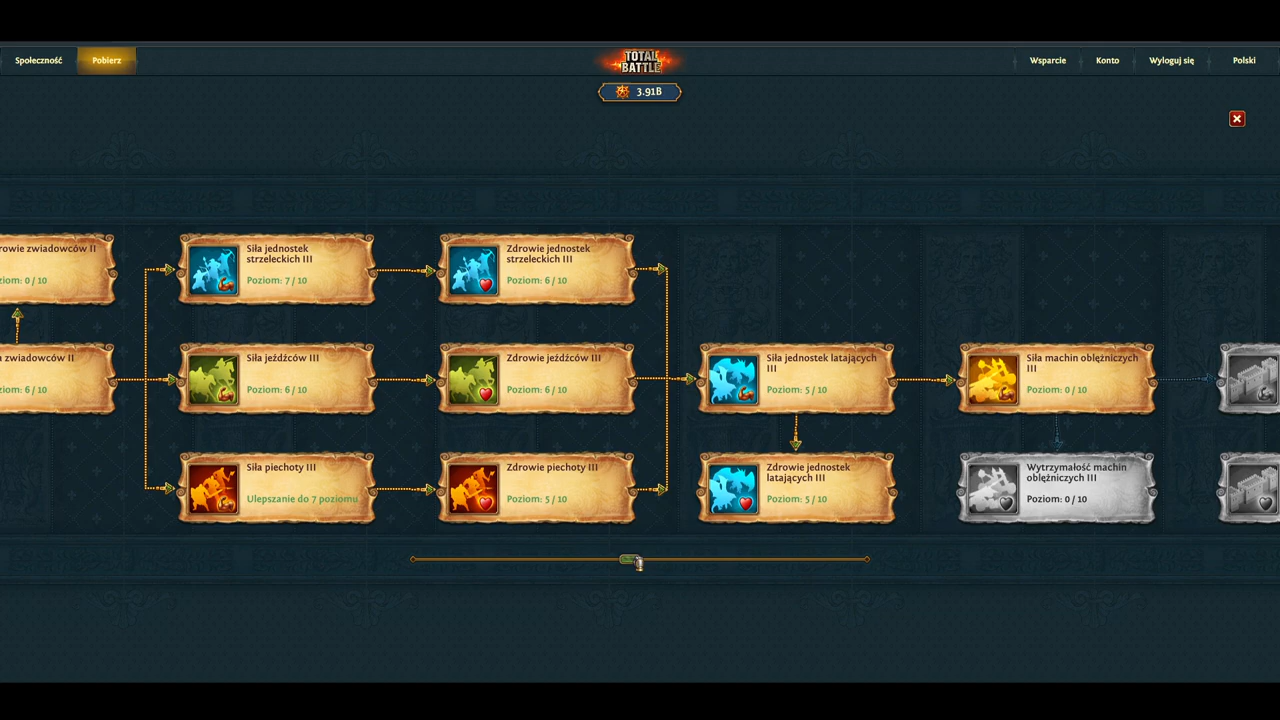 Społeczność
Pobierz
TOTAL
BATTLE
Wsparcie
Konto
Wyloguj się
Polski
3.91B
rowie zwiadowców II
ziom: 0 / 10
Siła jednostek
strzeleckich III
Poziom: 7 / 10
Zdrowie jednostek
strzeleckich III
Poziom: 6 / 10
a zwiadowców II
ziom: 6 / 10
Siła jeźdźców III
Poziom: 6 / 10
Zdrowie jeźdźców III
Poziom: 6 / 10
Siła jednostek latających
III
Poziom: 5 / 10
Siła machin oblężniczych
III
Poziom: 0 / 10
Siła piechoty III
Ulepszanie do 7 poziomu
Zdrowie piechoty III
Poziom: 5 / 10
Zdrowie jednostek
latających III
Poziom: 5 / 10
Wytrzymałość machin
oblężniczych III
Poziom: 0 / 10